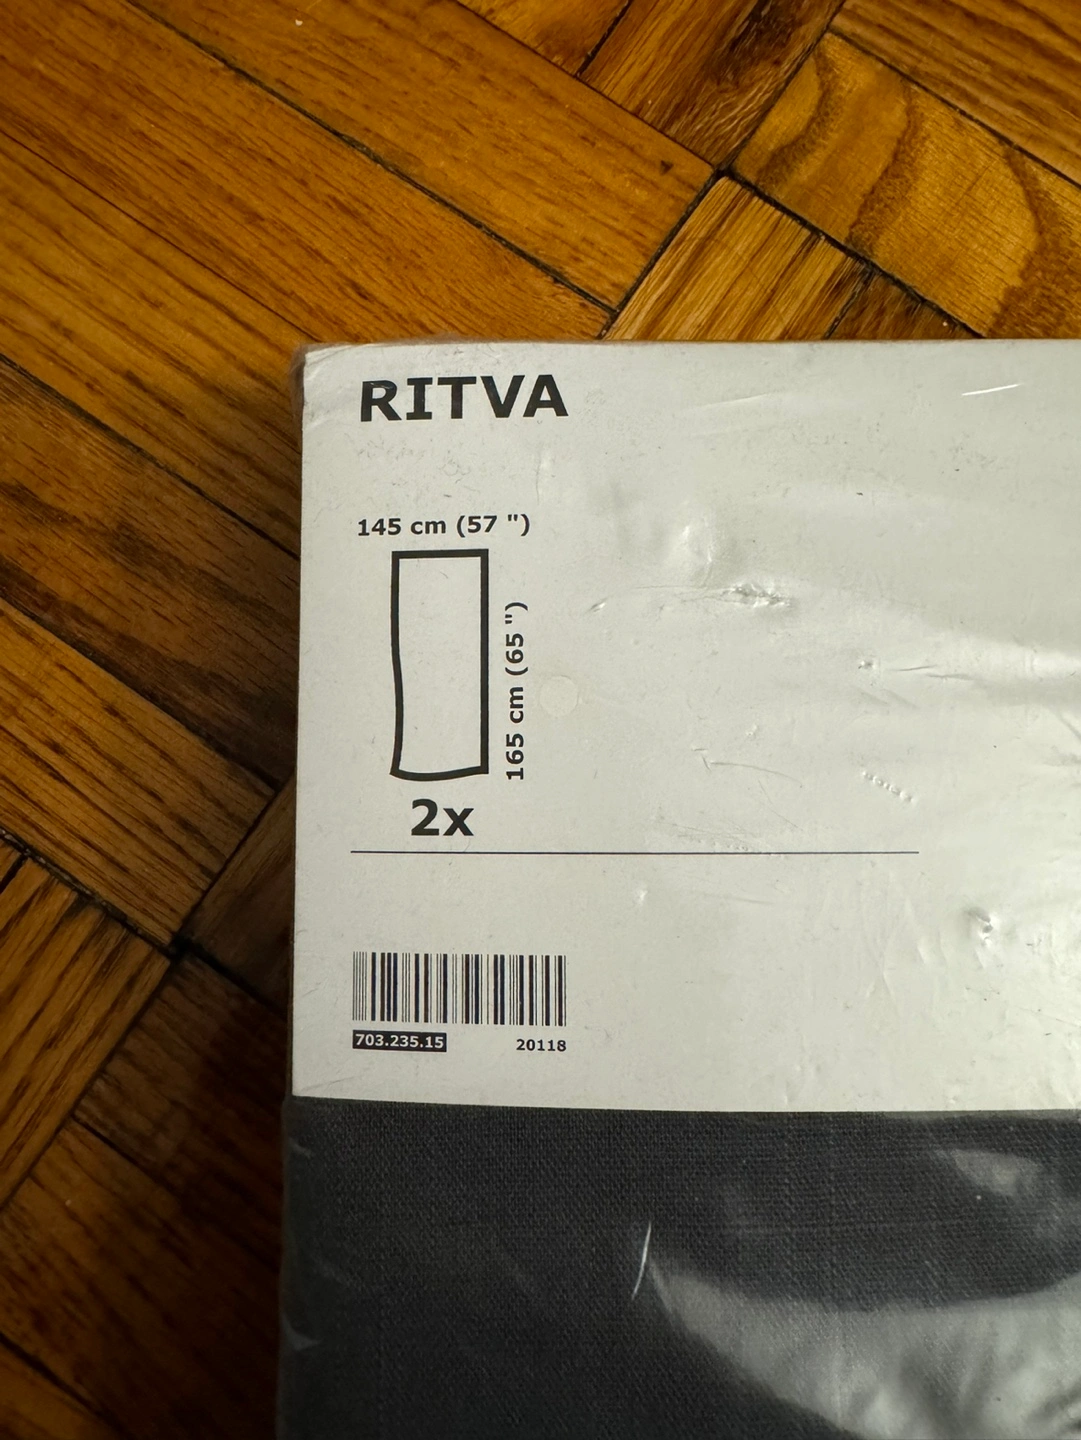 RITVA
145 cm (57 ")
165 cm (65 ")
2x
703.235.15
20118